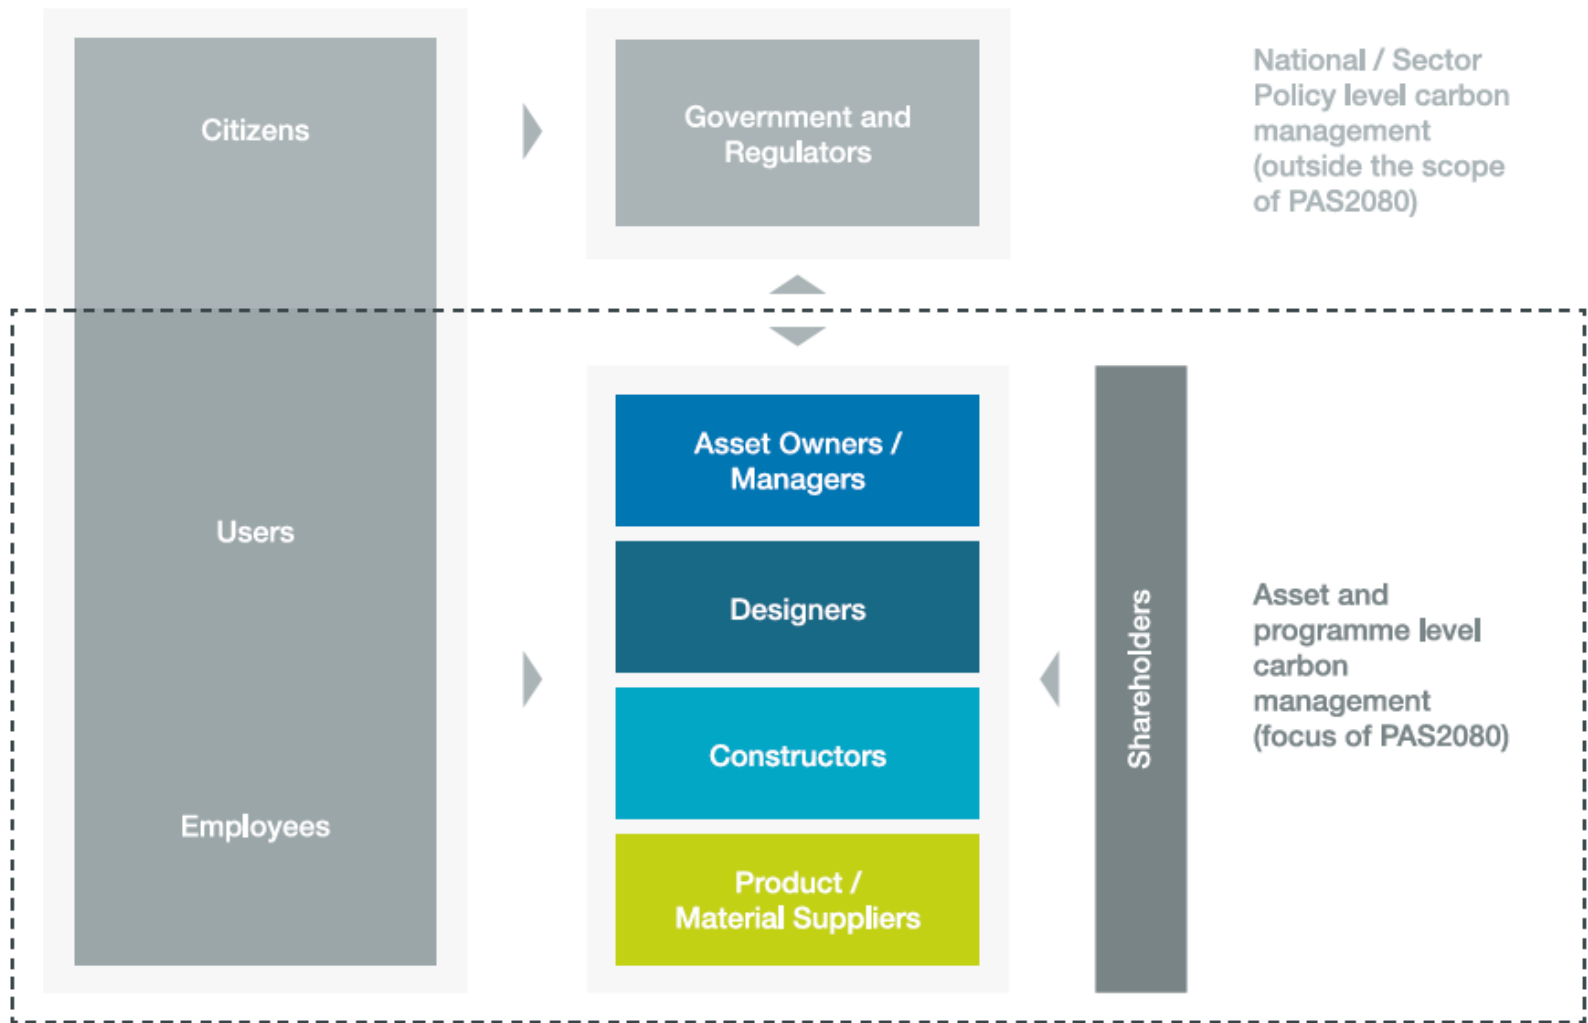 Citizens
Government and
Regulators
National / Sector
Policy level carbon
management
(outside the scope
of PAS2080)
Users
Employees
Asset Owners /
Managers
Designers
Constructors
Product /
Material Suppliers
Shareholders
Asset and
programme level
carbon
management
(focus of PAS2080)